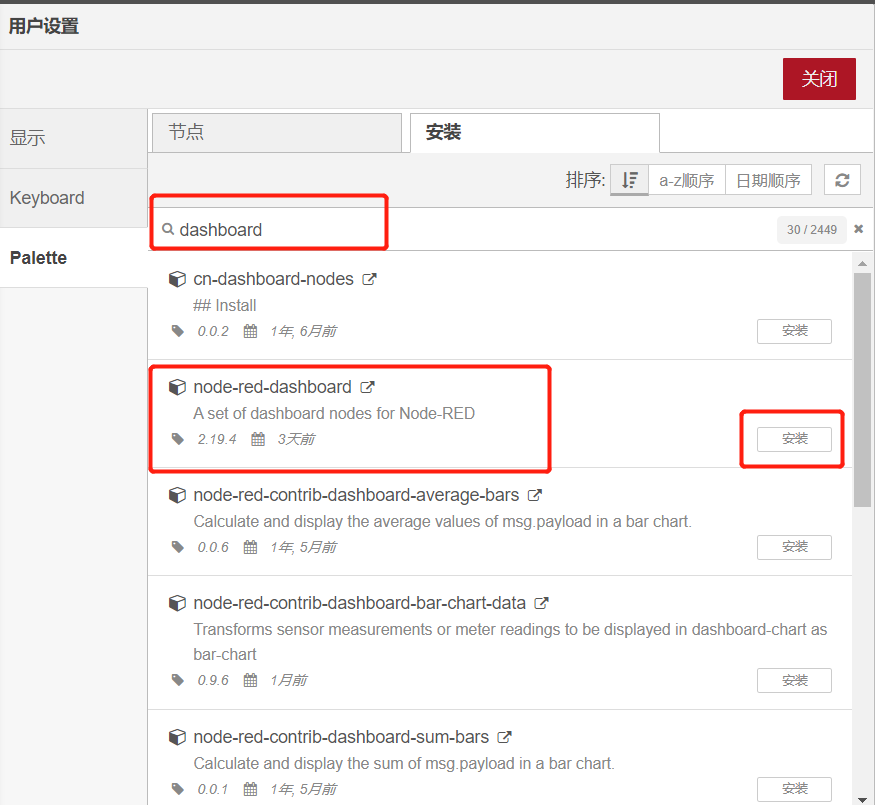 用户设置
关闭
显示
Keyboard
Palette
节点
安装
排序:
a-z顺序
日期顺序
dashboard
30 / 2449
cn-dashboard-nodes
## Install
0.0.2 1年, 6月前
安装
node-red-dashboard
A set of dashboard nodes for Node-RED
2.19.4 3天前
安装
node-red-contrib-dashboard-average-bars
Calculate and display the average values of msg.payload in a bar chart.
0.0.6 1年, 5月前
安装
node-red-contrib-dashboard-bar-chart-data
Transforms sensor measurements or meter readings to be displayed in dashboard-chart as
bar-chart
0.9.6 1月前
安装
node-red-contrib-dashboard-sum-bars
Calculate and display the sum of msg.payload in a bar chart.
0.0.1 1年, 5月前
安装